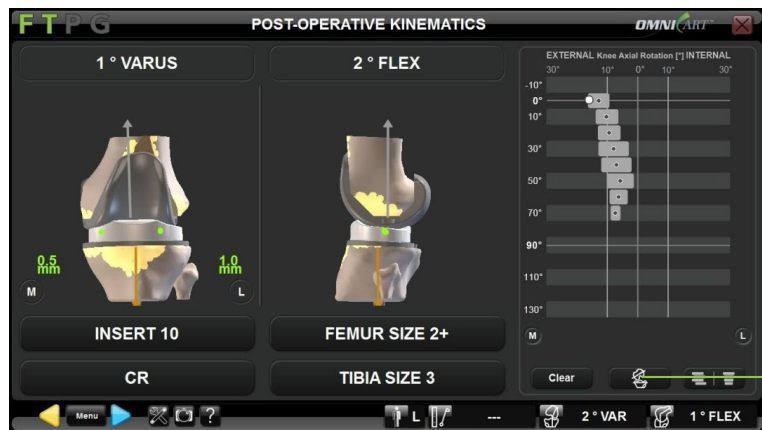 F T P G
POST-OPERATIVE KINEMATICS
OMNI ART™
1 ° VARUS
2 ° FLEX
EXTERNAL Knee Axial Rotation [°] INTERNAL
30° 10° 0° 10° 30°
-10°
0°
10°
30°
50°
70°
90°
110°
130°
0.5
mm
1.0
mm
M
L
M
L
INSERT 10
FEMUR SIZE 2+
CR
TIBIA SIZE 3
Clear
Menu
?
L
---
2 ° VAR
1 ° FLEX